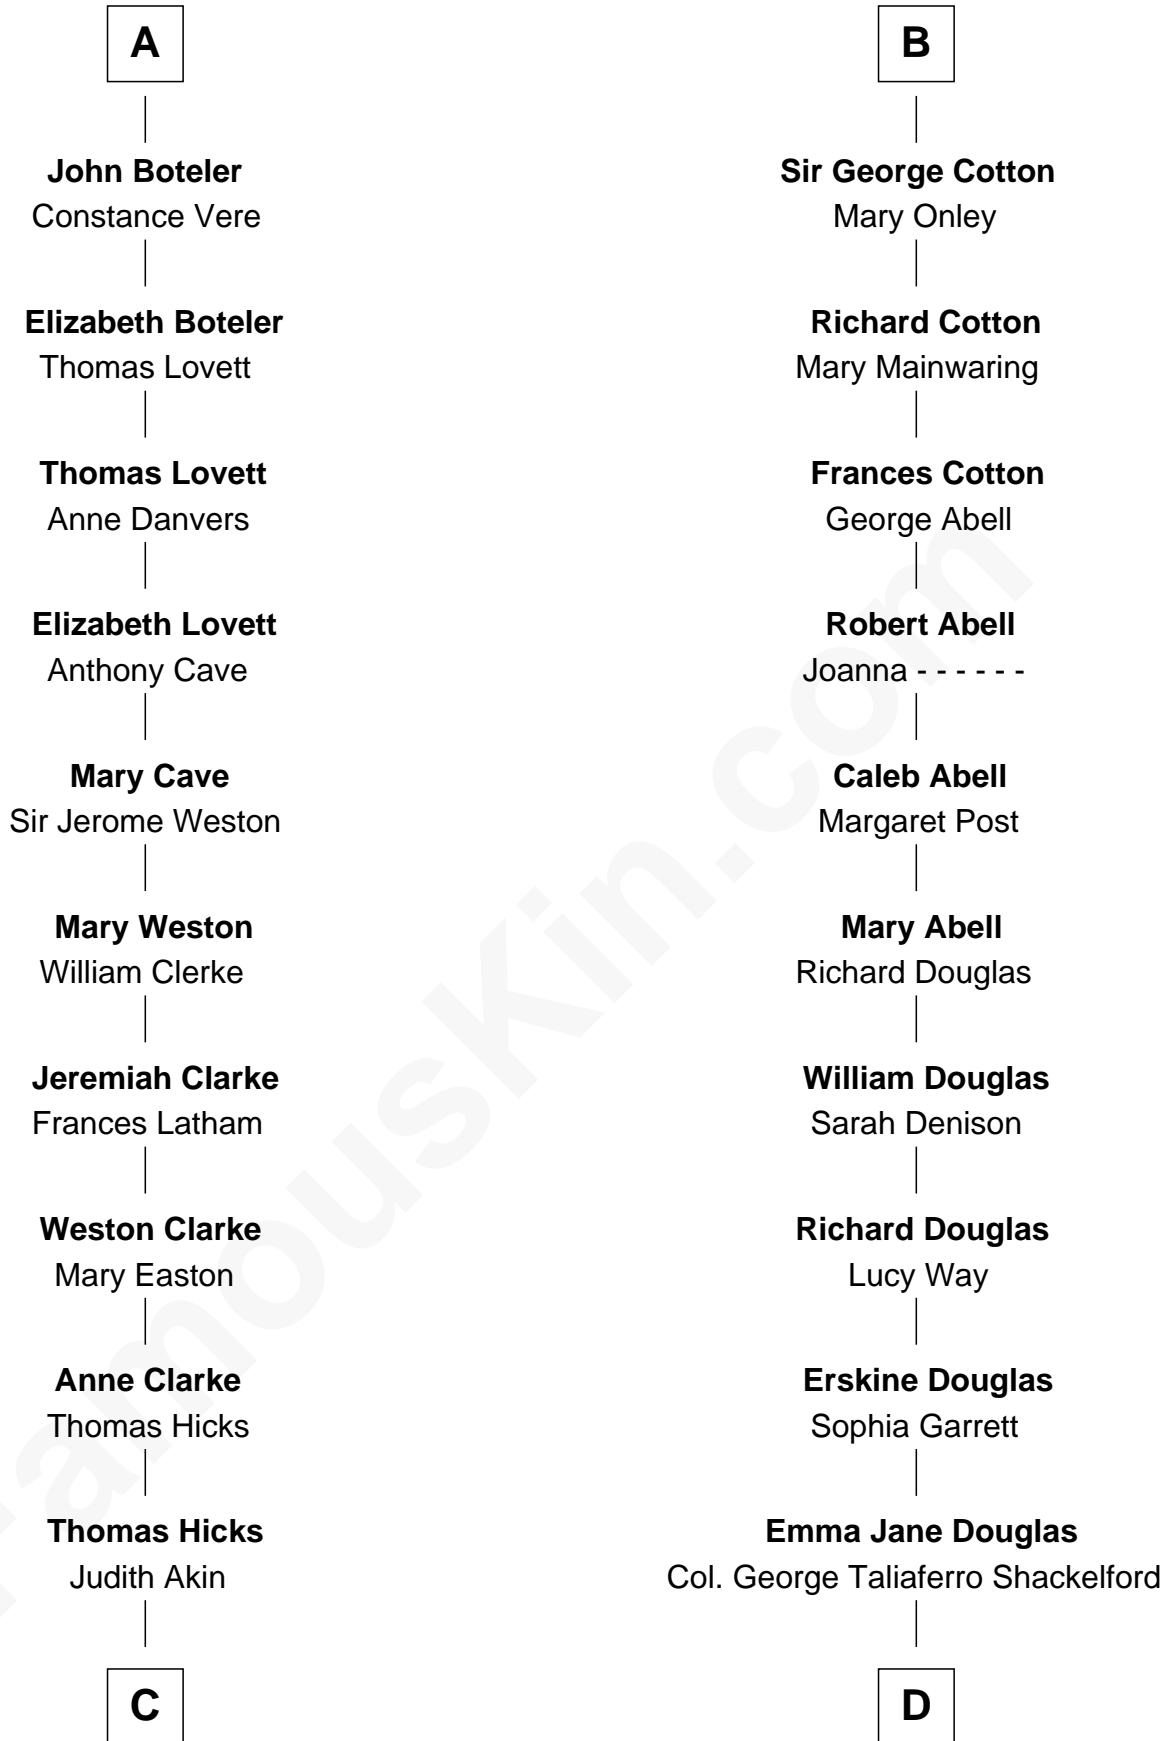 A
John Boteler
Constance Vere
Elizabeth Boteler
Thomas Lovett
Thomas Lovett
Anne Danvers
Elizabeth Lovett
Anthony Cave
Mary Cave
Sir Jerome Weston
Mary Weston
William Clerke
Jeremiah Clarke
Frances Latham
Weston Clarke
Mary Easton
Anne Clarke
Thomas Hicks
Thomas Hicks
Judith Akin
C
B
Sir George Cotton
Mary Onley
Richard Cotton
Mary Mainwaring
Frances Cotton
George Abell
Robert Abell
Joanna - - - - - -
Caleb Abell
Margaret Post
Mary Abell
Richard Douglas
William Douglas
Sarah Denison
Richard Douglas
Lucy Way
Erskine Douglas
Sophia Garrett
Emma Jane Douglas
Col. George Taliaferro Shackelford
D
FamousKin.com